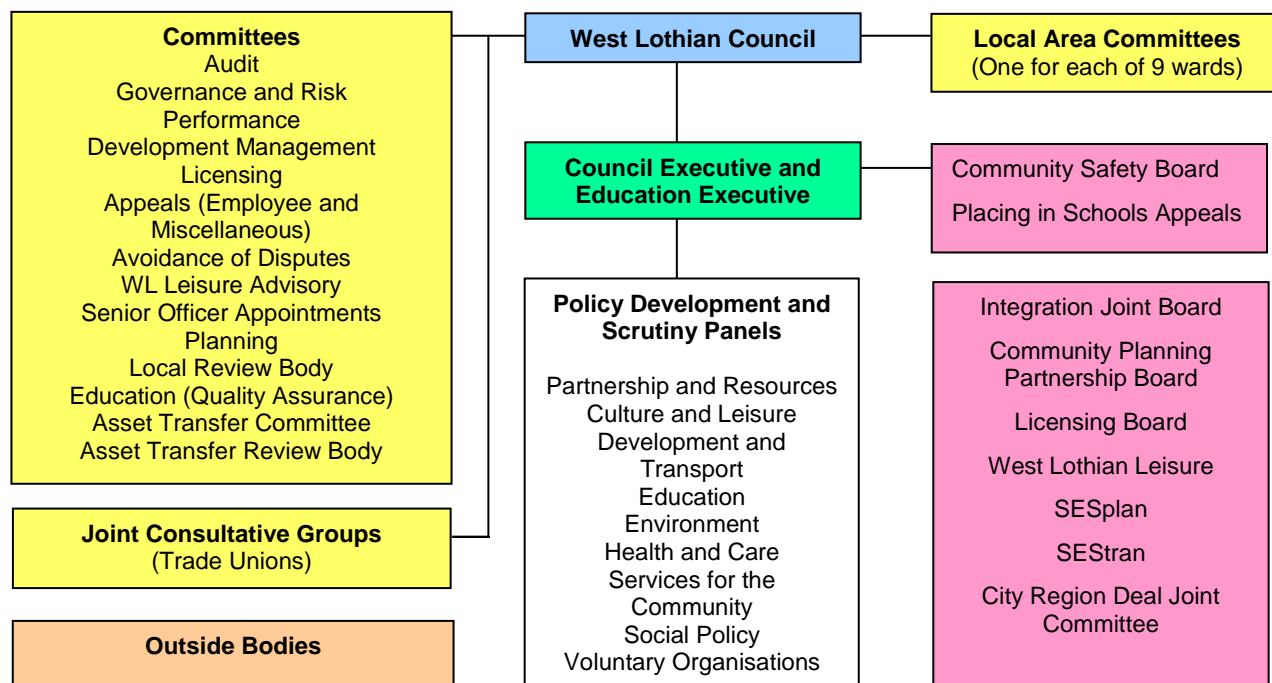 Committees
Audit
Governance and Risk
Performance
Development Management
Licensing
Appeals (Employee and
Miscellaneous)
Avoidance of Disputes
WL Leisure Advisory
Senior Officer Appointments
Planning
Local Review Body
Education (Quality Assurance)
Asset Transfer Committee
Asset Transfer Review Body
Joint Consultative Groups
(Trade Unions)
Outside Bodies
West Lothian Council
Council Executive and
Education Executive
Policy Development and
Scrutiny Panels
Partnership and Resources
Culture and Leisure
Development and
Transport
Education
Environment
Health and Care
Services for the
Community
Social Policy
Voluntary Organisations
Local Area Committees
(One for each of 9 wards)
Community Safety Board
Placing in Schools Appeals
Integration Joint Board
Community Planning
Partnership Board
Licensing Board
West Lothian Leisure
SESplan
SEStran
City Region Deal Joint
Committee